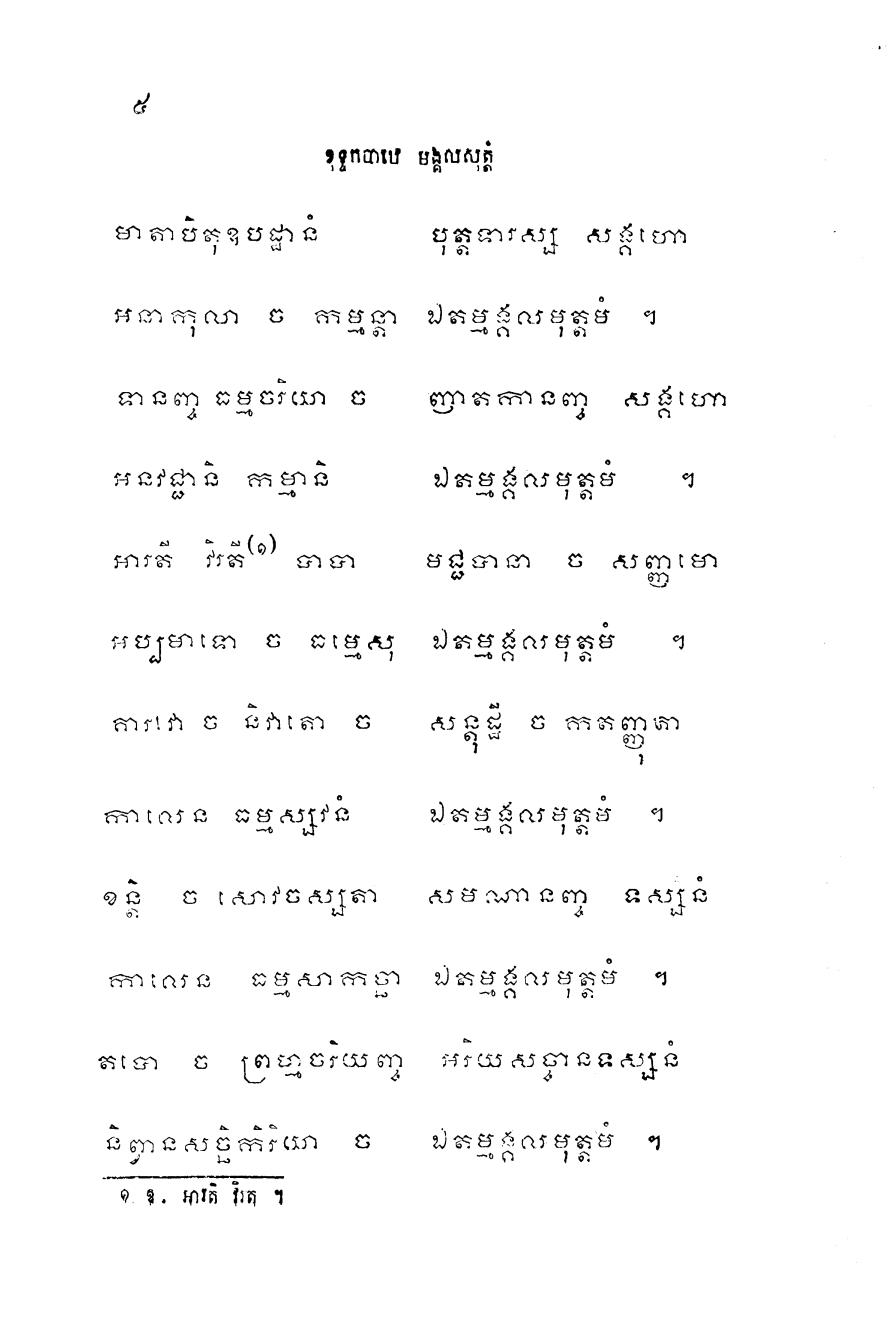 ៥
ខុទ្ទកបាឋេ មង្គលសុត្តំ
មាតាបិតុឧបដ្ឋានំ បុត្តទារស្ស សង្គហោ
អនាកុលា ច កម្មន្តា ឯតម្មង្គលមុត្តមំ ។
ទានញ្ច ធម្មចរិយា ច ញាតកានញ្ច សង្គហោ
អនវជ្ជានិ កម្មានិ ឯតម្មង្គលមុត្តមំ ។
អារតី វិរតី(១) បាបា មជ្ជបានា ច សញ្ញមោ
អប្បមាទោ ច ធម្មេសុ ឯតម្មង្គលមុត្តមំ ។
គារវោ ច និវាតោ ច សន្តុដ្ឋី ច កតញ្ញុតា
កាលេន ធម្មស្សវនំ ឯតម្មង្គលមុត្តមំ ។
ខន្តិ ច សោវចស្សតា សមណានញ្ច ទស្សនំ
កាលេន ធម្មសាកច្ឆា ឯតម្មង្គលមុត្តមំ ។
តបោ ច ព្រហ្មចរិយញ្ច អរិយសច្ចានទស្សនំ
និព្វានសច្ឆិកិរិយា ច ឯតម្មង្គលមុត្តមំ ។
១ ឱ. អារតិ វិរតុ ។